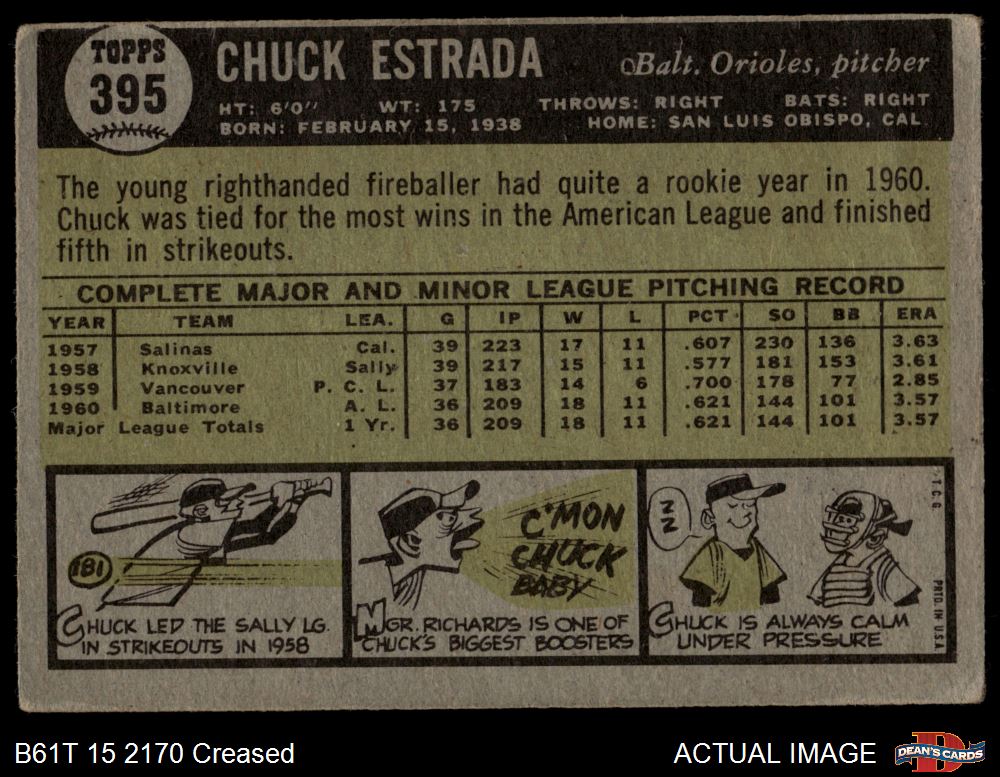 TOPPS
395
CHUCK ESTRADA
Balt. Orioles, pitcher
HT: 6'0" WT: 175 THROWS: RIGHT BATS: RIGHT
BORN: FEBRUARY 15, 1938 HOME: SAN LUIS OBISPO, CAL.
The young righthanded fireballer had quite a rookie year in 1960.
Chuck was tied for the most wins in the American League and finished
fifth in strikeouts.
COMPLETE MAJOR AND MINOR LEAGUE PITCHING RECORD
YEAR TEAM LEA. G IP W L PCT. SO BB ERA
1957 Salinas Cal. 39 223 17 11 .607 230 136 3.63
1958 Knoxville Sally 39 217 15 11 .577 181 153 3.61
1959 Vancouver P. C. L. 37 183 14 6 .700 178 77 2.85
1960 Baltimore A. L. 36 209 18 11 .621 144 101 3.57
Major League Totals 1 Yr. 36 209 18 11 .621 144 101 3.57
181
CHUCK LED THE SALLY LG.
IN STRIKEOUTS IN 1958
C'MON
CHUCK
BABY
MGR. RICHARDS IS ONE OF
CHUCK'S BIGGEST BOOSTERS
Z
Z
CHUCK IS ALWAYS CALM
UNDER PRESSURE
T.C.G.
PRTD. IN U.S.A.
B61T 15 2170 Creased
ACTUAL IMAGE
D
DEAN'S CARDS